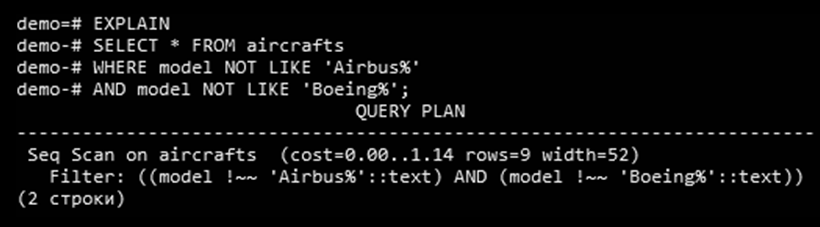 demo=# EXPLAIN
demo-# SELECT * FROM aircrafts
demo-# WHERE model NOT LIKE 'Airbus%'
demo-# AND model NOT LIKE 'Boeing%';
QUERY PLAN
--------------------------------------------------------------------------
Seq Scan on aircrafts  (cost=0.00..1.14 rows=9 width=52)
Filter: ((model !~~ 'Airbus%'::text) AND (model !~~ 'Boeing%'::text))
(2 строки)